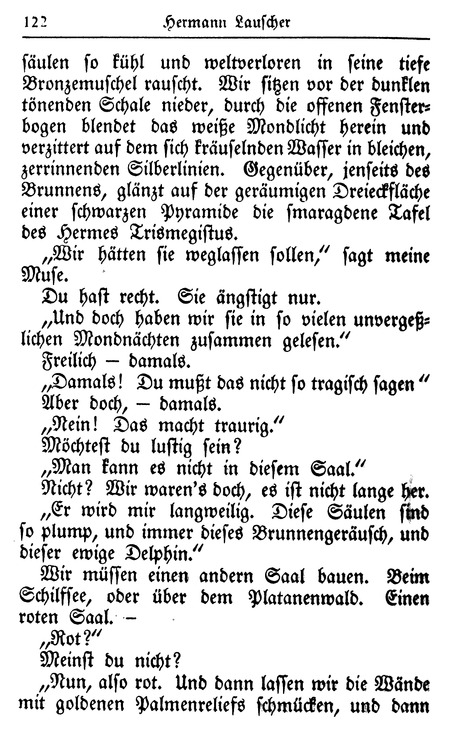 122 Hermann Lauscher
säulen so kühl und weltverloren in seine tiefe
Bronzemuschel rauscht. Wir sitzen vor der dunklen
tönenden Schale nieder, durch die offenen Fenster-
bogen blendet das weiße Mondlicht herein und
verzittert auf dem sich kräuselnden Wasser in bleichen,
zerrinnenden Silberlinien. Gegenüber, jenseits des
Brunnens, glänzt auf der geräumigen Dreieckfläche
einer schwarzen Pyramide die smaragdene Tafel
des Hermes Trismegistus.
„Wir hätten sie weglassen sollen,“ sagt meine
Muse.
Du hast recht. Sie ängstigt nur.
„Und doch haben wir sie in so vielen unvergeß-
lichen Mondnächten zusammen gelesen.“
Freilich — damals.
„Damals! Du mußt das nicht so tragisch sagen“
Aber doch, — damals.
„Nein! Das macht traurig.“
Möchtest du lustig sein?
„Man kann es nicht in diesem Saal.“
Nicht? Wir waren's doch, es ist nicht lange her.
„Er wird mir langweilig. Diese Säulen sind
so plump, und immer dieses Brunnengeräusch, und
dieser ewige Delphin.“
Wir müssen einen andern Saal bauen. Beim
Schilfsee, oder über dem Platanenwald. Einen
roten Saal. —
„Rot?“
Meinst du nicht?
„Nun, also rot. Und dann lassen wir die Wände
mit goldenen Palmenreliefs schmücken, und dann